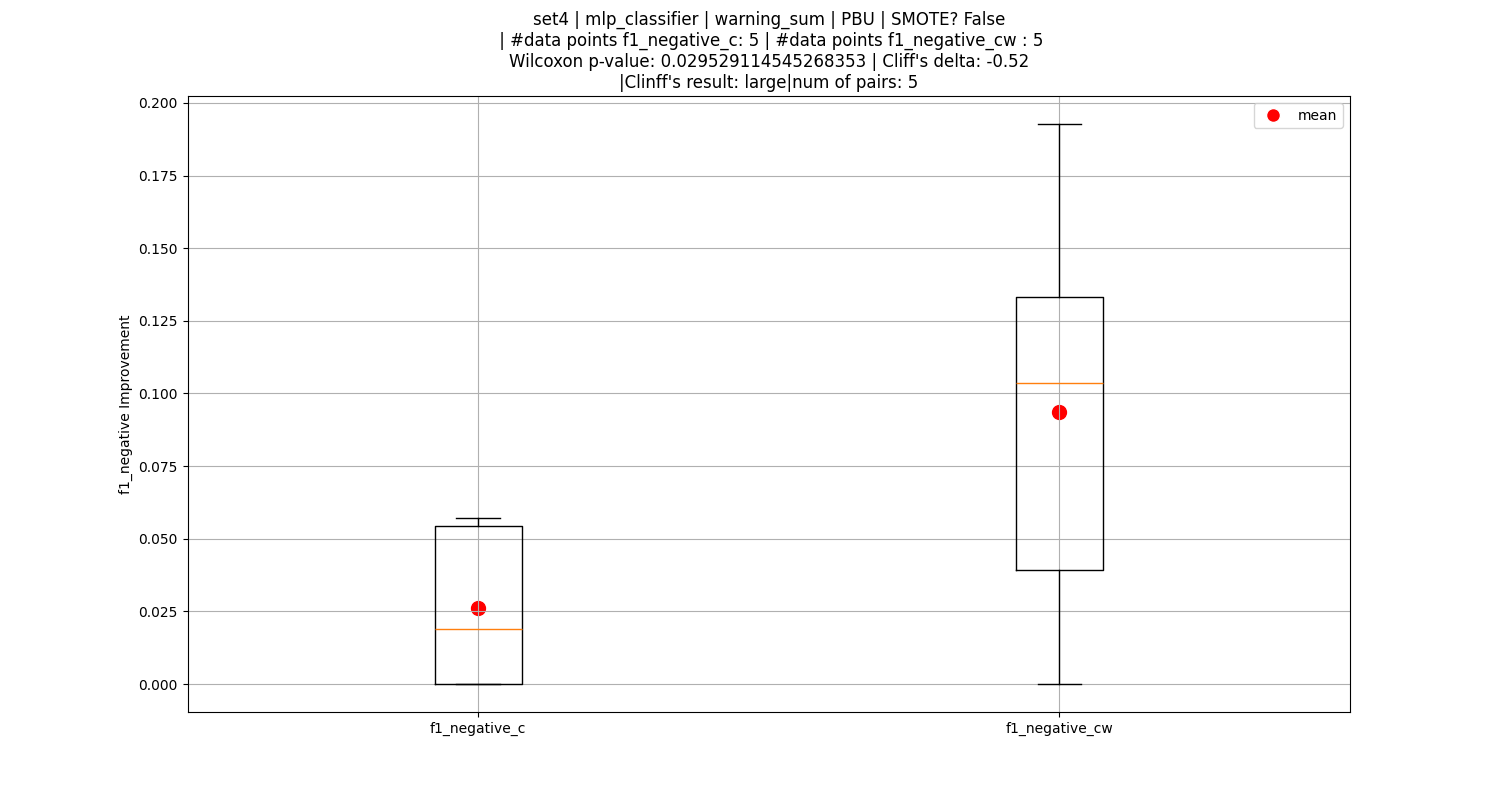 set4 | mlp_classifier | warning_sum | PBU | SMOTE? False
| #data points f1_negative_c: 5 | #data points f1_negative_cw : 5
Wilcoxon p-value: 0.029529114545268353 | Cliff's delta: -0.52
|Clinff's result: large|num of pairs: 5
mean
f1_negative Improvement
0.200
0.175
0.150
0.125
0.100
0.075
0.050
0.025
0.000
f1_negative_c
f1_negative_cw